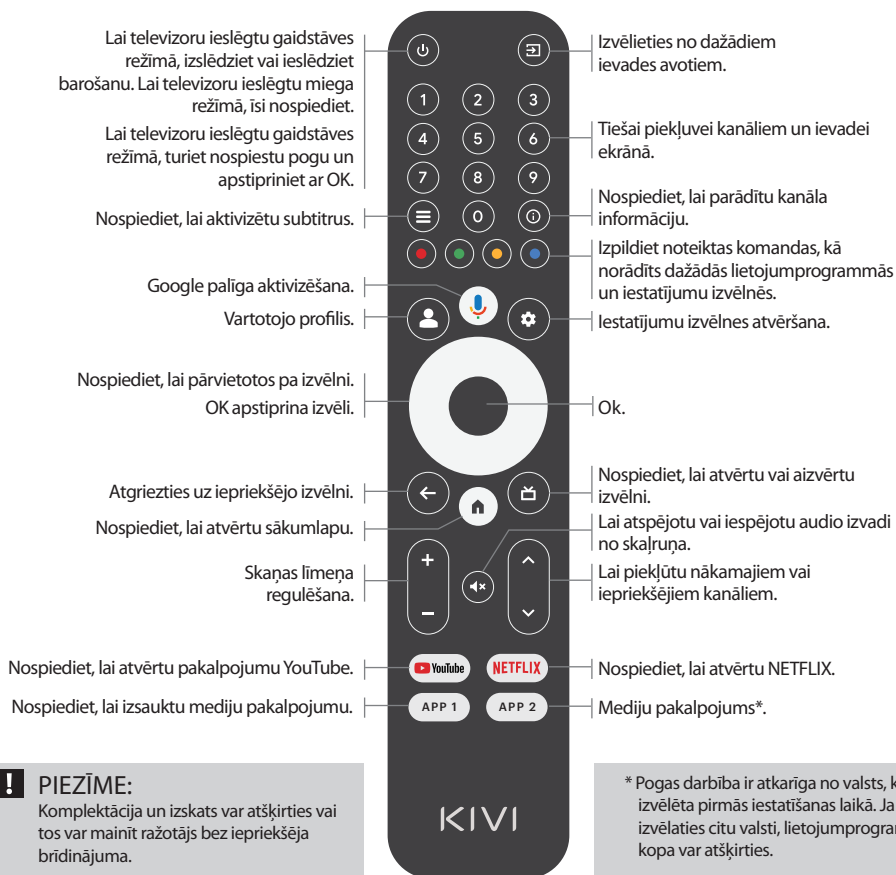 Lai televizoru ieslēgtu gaidstāves
režīmā, izslēdziet vai ieslēdziet
barošanu. Lai televizoru ieslēgtu miega
režīmā, īsi nospiediet.
Lai televizoru ieslēgtu gaidstāves
režīmā, turiet nospiestu pogu un
apstipriniet ar OK.
Nospiediet, lai aktivizētu subtitrus.
Google palīga aktivizēšana.
Vartotojo profilis.
Nospiediet, lai pārvietotos pa izvēlni.
OK apstiprina izvēli.
Atgriezties uz iepriekšējo izvēlni.
Nospiediet, lai atvērtu sākumlapu.
Skaņas līmeņa
regulēšana.
Nospiediet, lai atvērtu pakalpojumu YouTube.
Nospiediet, lai izsauktu mediju pakalpojumu.
1 2 3
4 5 6
7 8 9
0
YouTube NETFLIX
APP 1 APP 2
KIVI
Izvēlieties no dažādiem
ievades avotiem.
Tiešai piekļuvei kanāliem un ievadei
ekrānā.
Nospiediet, lai parādītu kanāla
informāciju.
Izpildiet noteiktas komandas, kā
norādīts dažādās lietojumprogrammās
un iestatījumu izvēlnēs.
Iestatījumu izvēlnes atvēršana.
Ok.
Nospiediet, lai atvērtu vai aizvērtu
izvēlni.
Lai atspējotu vai iespējotu audio izvadi
no skaļruņa.
Lai piekļūtu nākamajiem vai
iepriekšējiem kanāliem.
Nospiediet, lai atvērtu NETFLIX.
Mediju pakalpojums*.
! PIEZĪME:
Komplektācija un izskats var atšķirties vai
tos var mainīt ražotājs bez iepriekšēja
brīdinājuma.
* Pogas darbība ir atkarīga no valsts,
izvēlēta pirmās iestatīšanas laikā. Ja
izvēlaties citu valsti,
kopa var atšķirties.